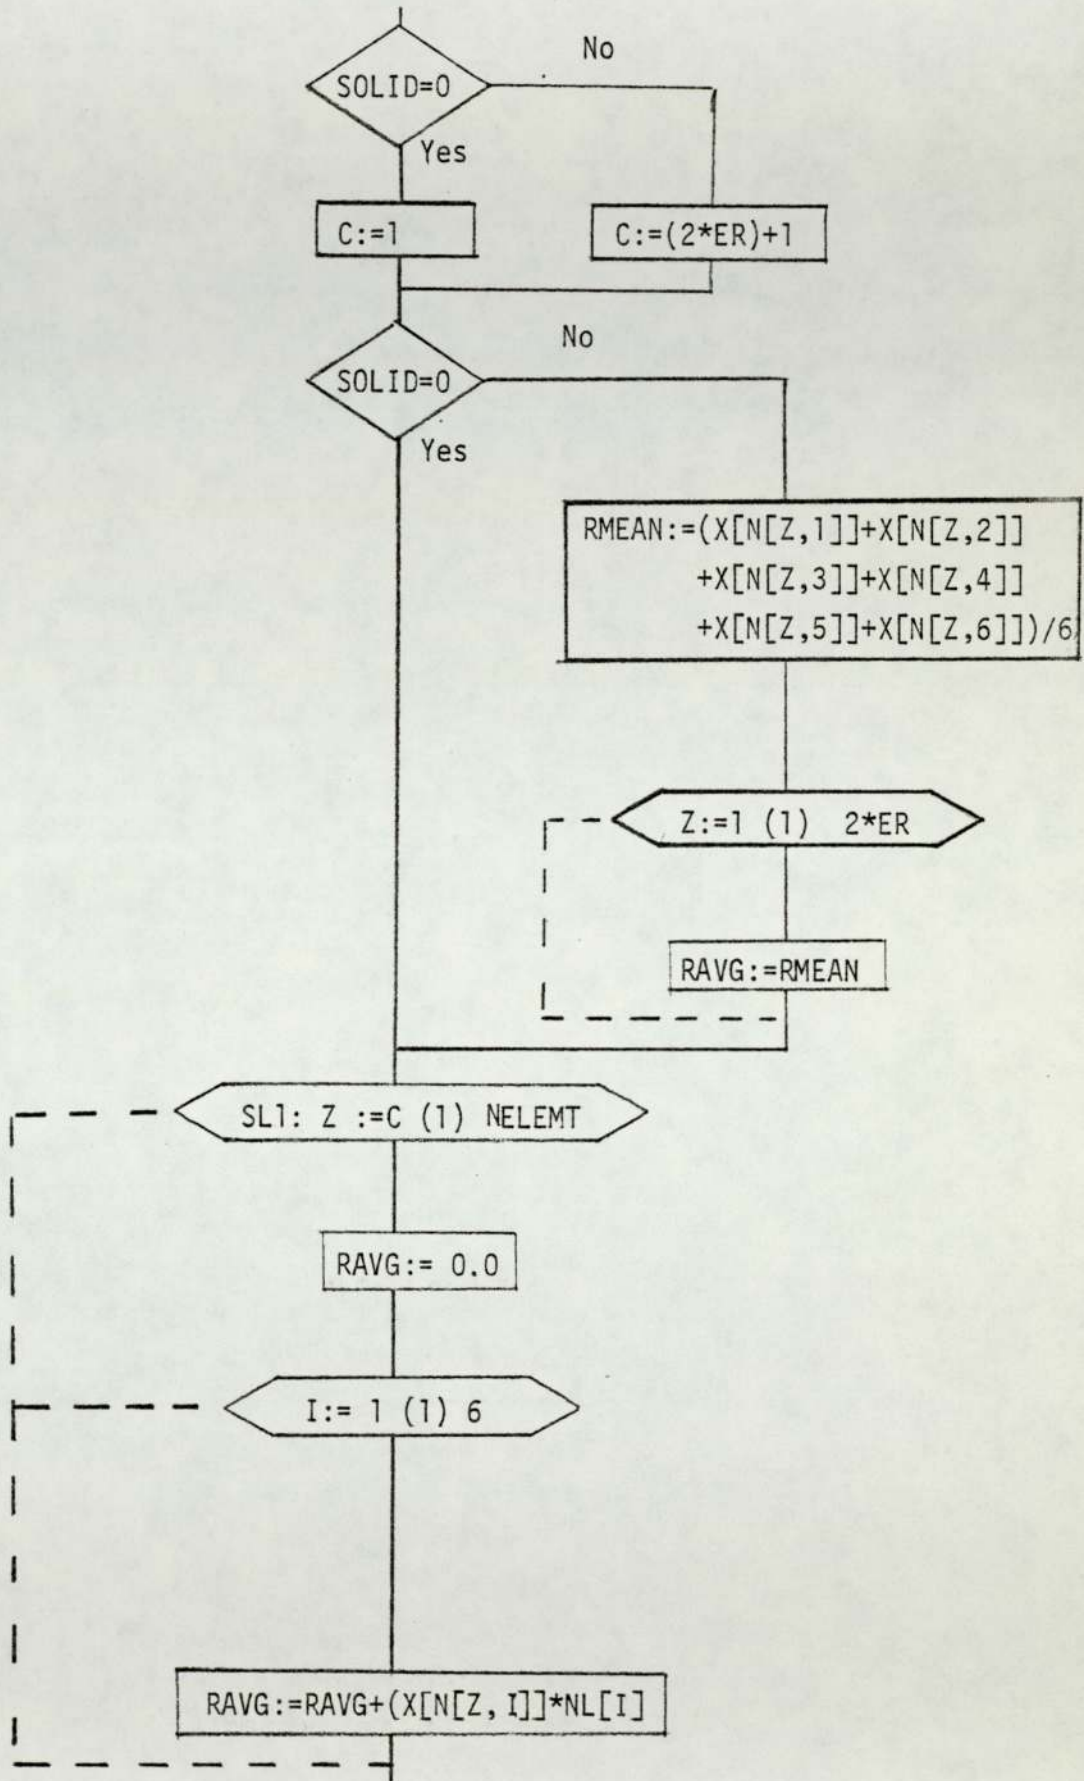 No
SOLID=0
Yes
C:=1
C:=(2*ER)+1
No
SOLID=0
Yes
RMEAN:=(X[N[Z,1]]+X[N[Z,2]]
+X[N[Z,3]]+X[N[Z,4]]
+X[N[Z,5]]+X[N[Z,6]])/6
Z:=1 (1) 2*ER
RAVG:=RMEAN
SL1: Z :=C (1) NELEMT
RAVG:= 0.0
I:= 1 (1) 6
RAVG:=RAVG+(X[N[Z,I]]*NL[I]